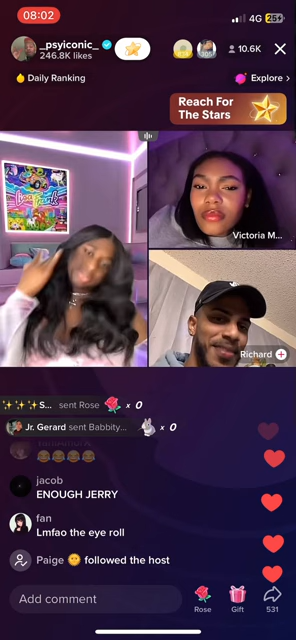 08:02
4G 25+
_psyiconic_
246.8K likes
10.6K
Daily Ranking
Explore >
Reach For
The Stars
Victoria M...
Richard
S... sent Rose x 0
Jr. Gerard sent Babbity... x 0
jacob
ENOUGH JERRY
fan
Lmfao the eye roll
Paige 🙂 followed the host
Add comment
Rose
Gift
531